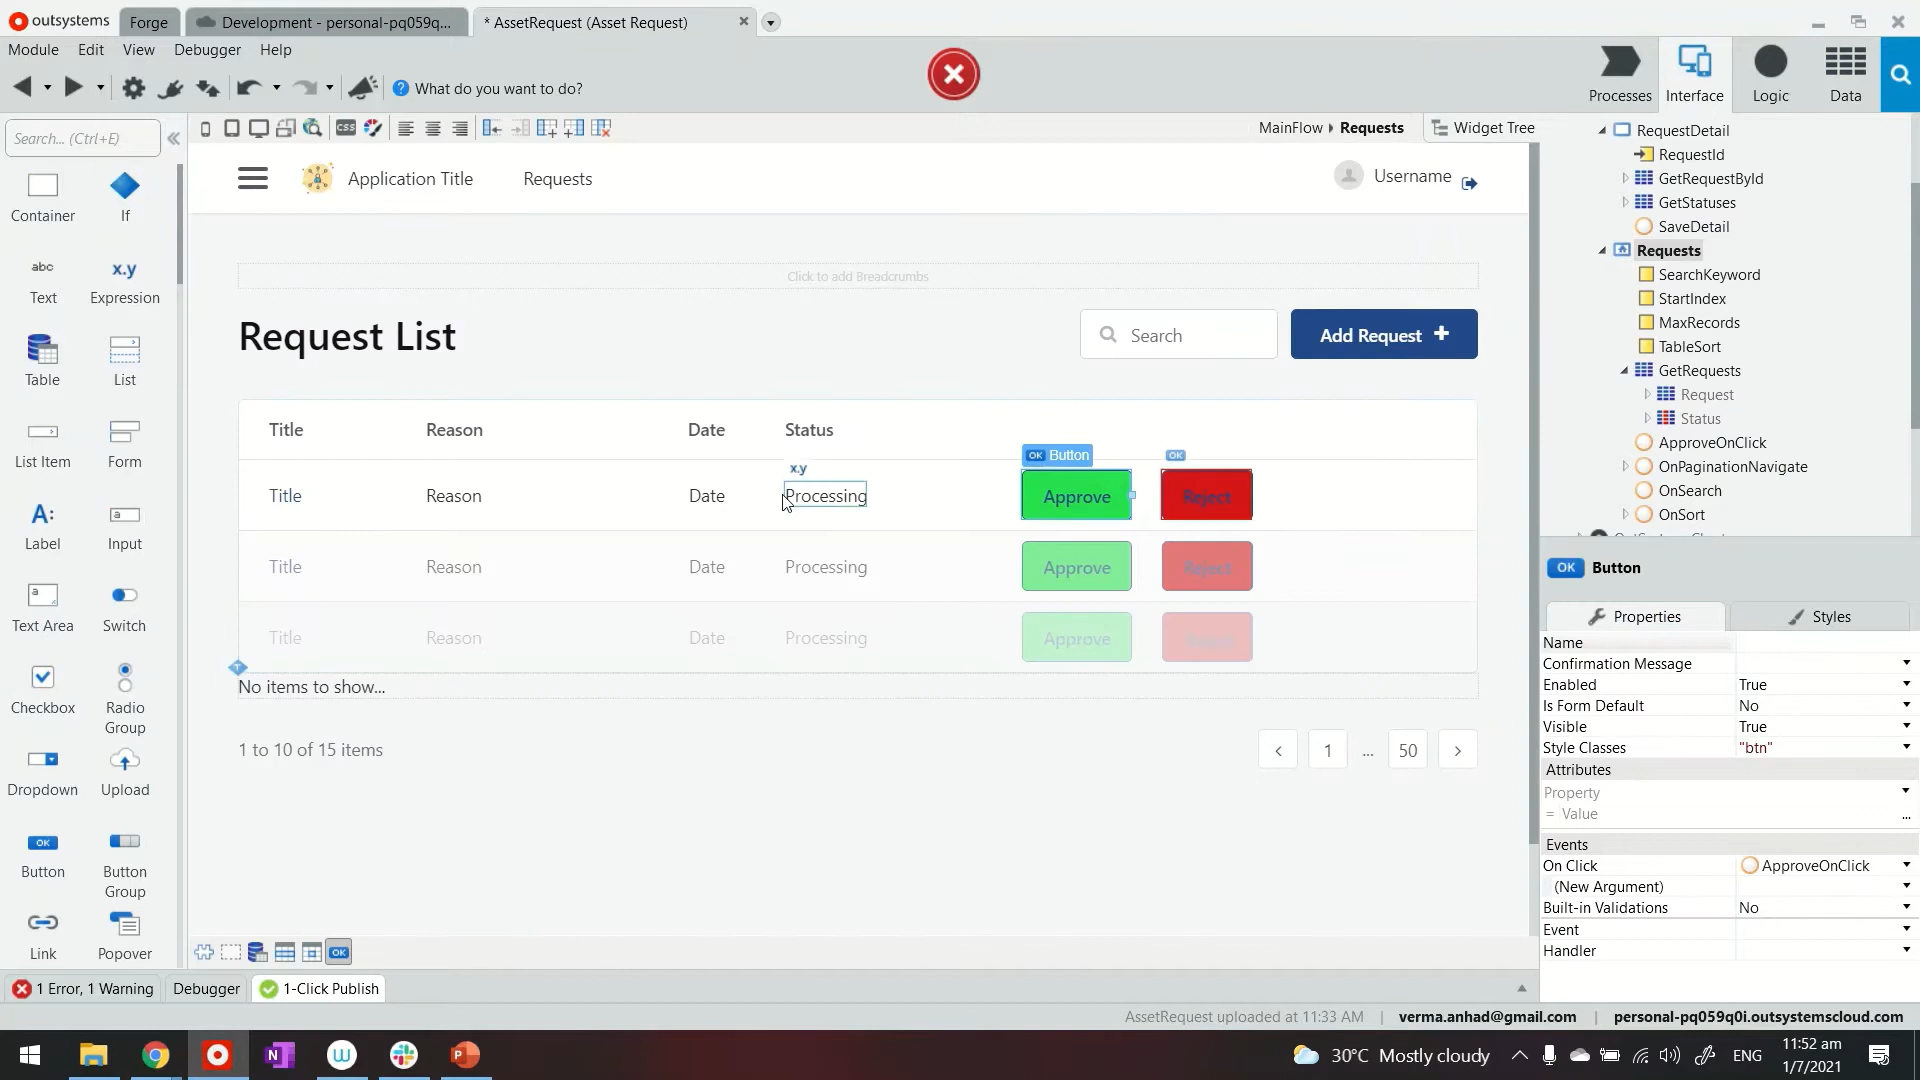 outsystems
Forge
Development - personal-pq059q...
* AssetRequest (Asset Request)
Module Edit View Debugger Help
What do you want to do?
Processes
Interface
Logic
Data
Search... (Ctrl+E)
Container
If
abc
Text
x.y
Expression
Table
List
List Item
Form
A:
Label
a
Input
a
Text Area
Switch
Checkbox
Radio
Group
Dropdown
Upload
OK
Button
Button
Group
Link
Popover
CSS
MainFlow Requests
Widget Tree
Application Title
Requests
Username
Click to add Breadcrumbs
Request List
Search
Add Request +
Title Reason Date Status
OK Button
OK
x.y
Title Reason Date Processing Approve Reject
Title Reason Date Processing Approve Reject
Title Reason Date Processing Approve
No items to show...
1 to 10 of 15 items
< 1 ... 50 >
OK
RequestDetail
RequestId
GetRequestById
GetStatuses
SaveDetail
Requests
SearchKeyword
StartIndex
MaxRecords
TableSort
GetRequests
Request
Status
ApproveOnClick
OnPaginationNavigate
OnSearch
OnSort
OK Button
Properties
Styles
Name
Confirmation Message
Enabled True
Is Form Default No
Visible True
Style Classes "btn"
Attributes
Property
= Value ...
Events
On Click ApproveOnClick
(New Argument)
Built-in Validations No
Event
Handler
1 Error, 1 Warning
Debugger
1-Click Publish
AssetRequest uploaded at 11:33 AM | verma.anhad@gmail.com | personal-pq059q0i.outsystemscloud.com
30°C Mostly cloudy
ENG
11:52 am
1/7/2021